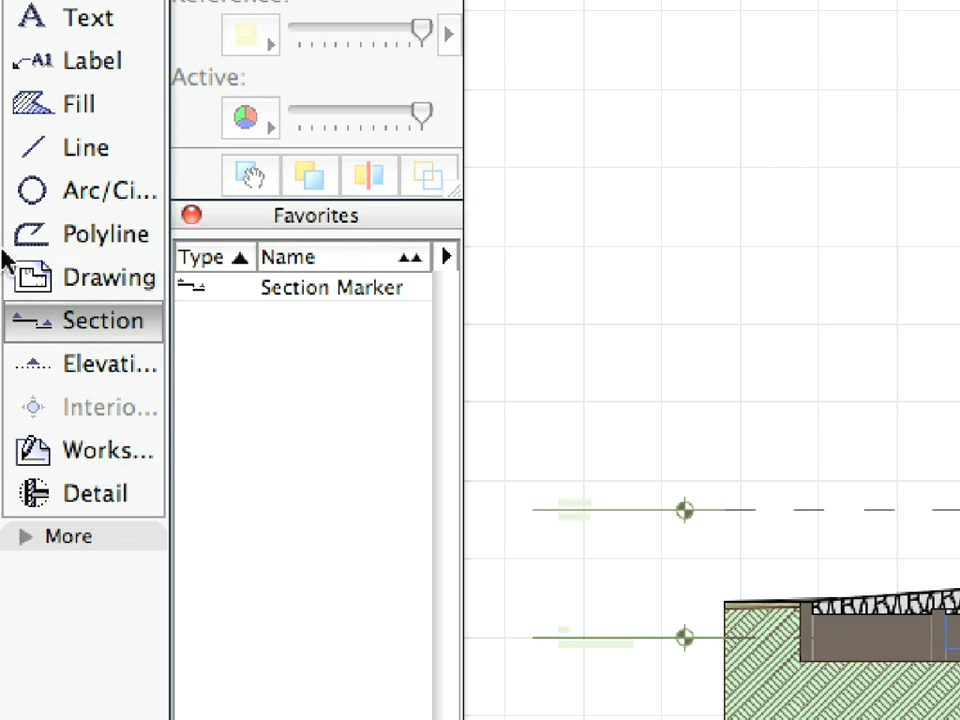 Text
Label
Fill
Line
Arc/Ci...
Polyline
Drawing
Section
Elevati...
Interio...
Works...
Detail
More
Reference:
Active:
Favorites
Type Name
Section Marker